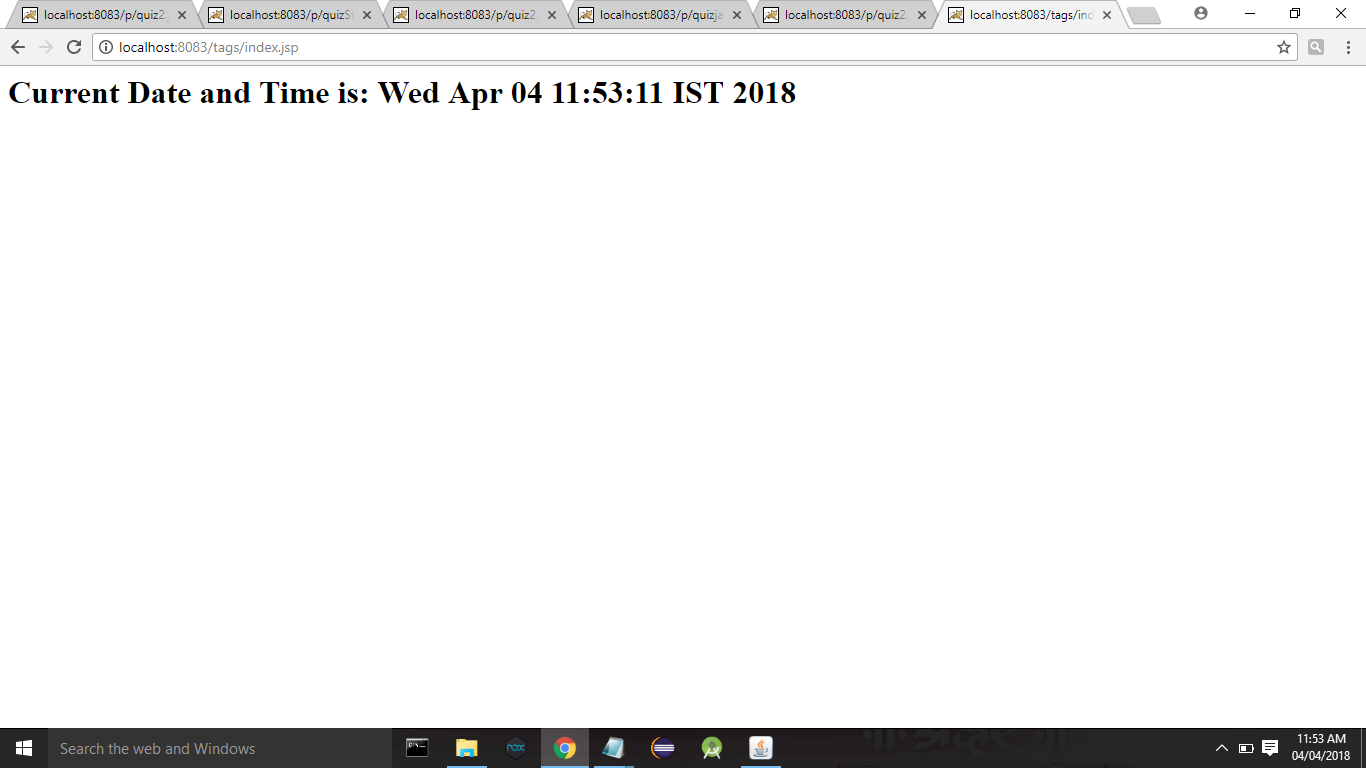 localhost:8083/p/quiz2. localhost:8083/p/quizSt localhost:8083/p/quiz2. localhost:8083/p/quizja localhost:8083/p/quiz2. localhost:8083/tags/ind
localhost:8083/tags/index.jsp
Current Date and Time is: Wed Apr 04 11:53:11 IST 2018
Search the web and Windows
nox
11:53 AM
04/04/2018